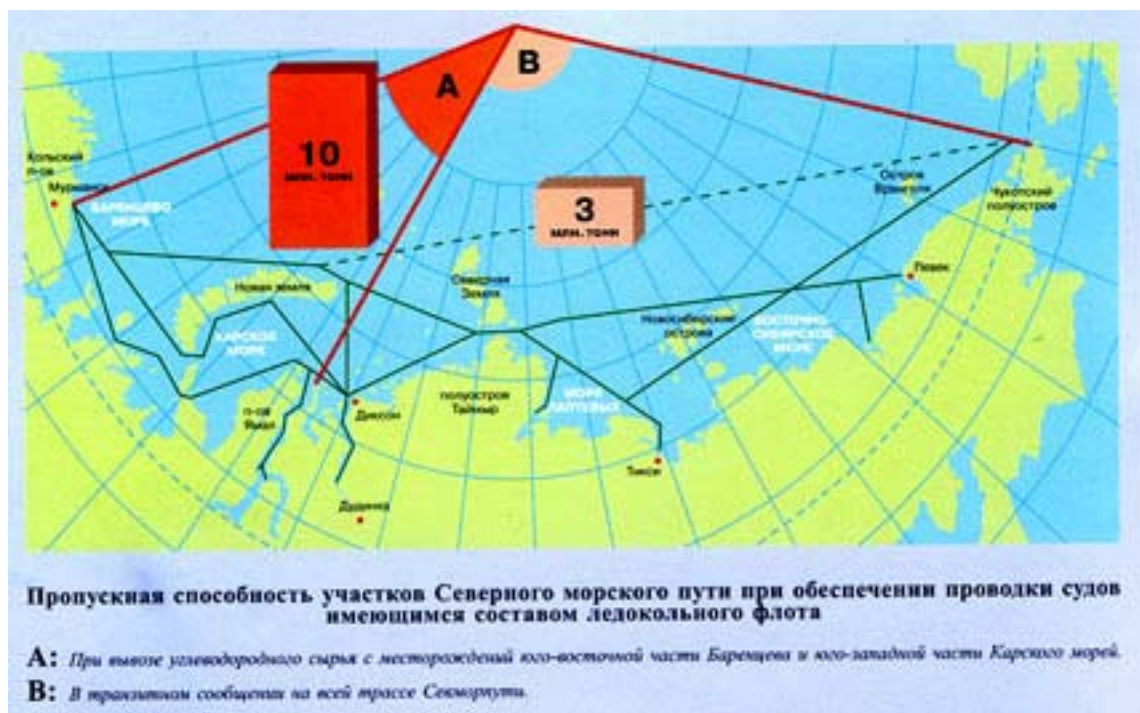 A
B
10
МЛН. ТОНН
3
МЛН. ТОНН
Кольский
п-ов
Мурманск
БАРЕНЦЕВО
МОРЕ
Остров
Врангеля
Чукотский
полуостров
Певек
Новая земля
Северная
Земля
Новосибирские
острова
ВОСТОЧНО-
СИБИРСКОЕ
МОРЕ
КАРСКОЕ
МОРЕ
п-ов
Ямал
Диксон
полуостров
Таймыр
МОРЕ
ЛАПТЕВЫХ
Тикси
Дудинка
Пропускная способность участков Северного морского пути при обеспечении проводки судов
имеющимся составом ледокольного флота
A: При вывозе углеводородного сырья с месторождений юго-восточной части Баренцева и юго-западной части Карского морей.
B: В транзитном сообщении на всей трассе Севморпути.